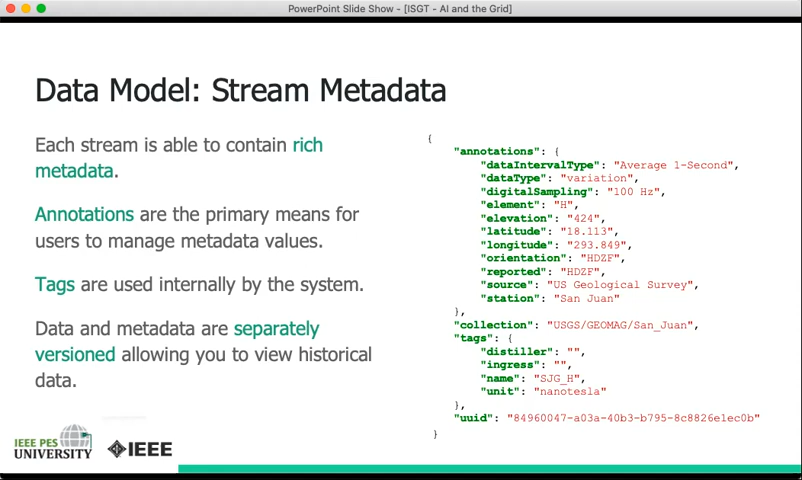 PowerPoint Slide Show - [ISGT - AI and the Grid]
Data Model: Stream Metadata
Each stream is able to contain rich
metadata.
Annotations are the primary means for
users to manage metadata values.
Tags are used internally by the system.
Data and metadata are separately
versioned allowing you to view historical
data.
{
"annotations": {
"dataIntervalType": "Average 1-Second",
"dataType": "variation",
"digitalSampling": "100 Hz",
"element": "H",
"elevation": "424",
"latitude": "18.113",
"longitude": "293.849",
"orientation": "HDZF",
"reported": "HDZF",
"source": "US Geological Survey",
"station": "San Juan"
},
"collection": "USGS/GEOMAG/San_Juan",
"tags": {
"distiller": "",
"ingress": "",
"name": "SJG_H",
"unit": "nanotesla"
},
"uuid": "84960047-a03a-40b3-b795-8c8826e1ec0b"
}
IEEE PES
UNIVERSITY
IEEE